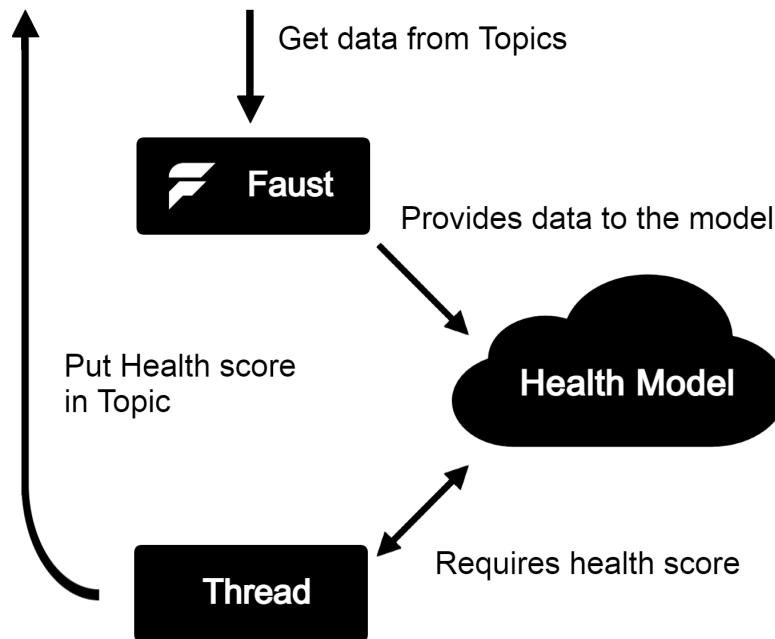 Get data from Topics
Faust
Provides data to the model
Health Model
Put Health score
in Topic
Requires health score
Thread